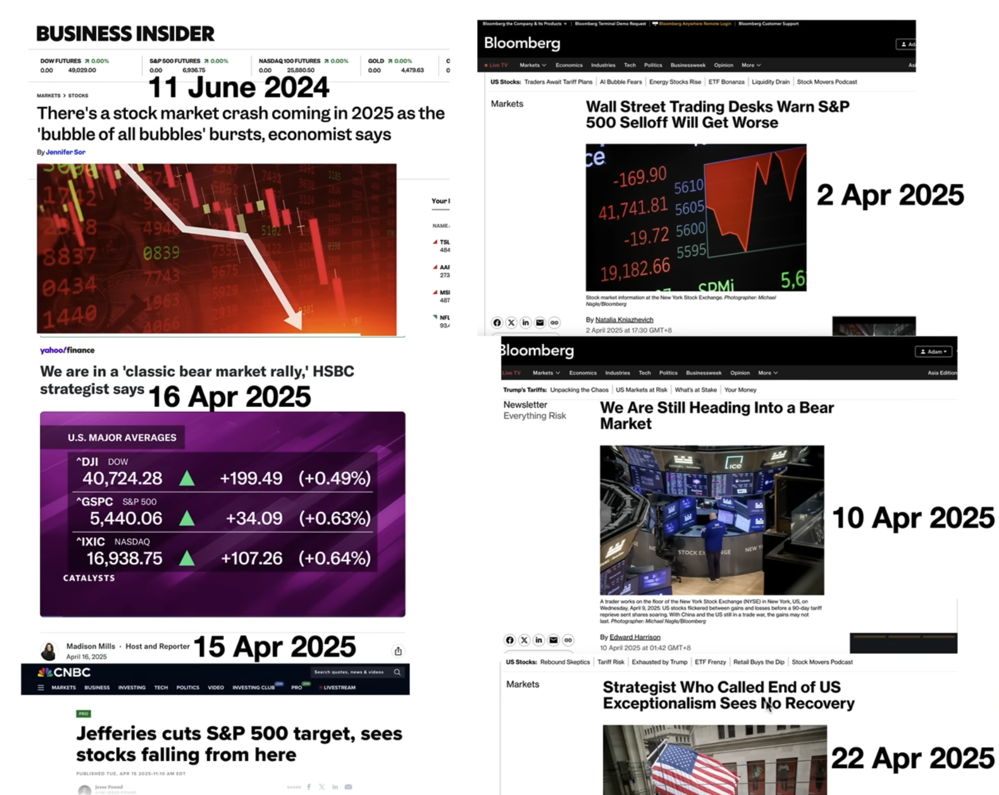 BUSINESS INSIDER
DOW FUTURES 0.00%
0.00 49,029.00
S&P 500 FUTURES 0.00%
0.00 6,936.75
NASDAQ 100 FUTURES 0.00%
0.00 25,880.50
GOLD 0.00%
0.00 4,479.63
11 June 2024
MARKETS > STOCKS
There's a stock market crash coming in 2025 as the
'bubble of all bubbles' bursts, economist says
By Jennifer Sor
0839
8837
7743
0434
1963
1440
4066
5102
Your
NAME
TSL
484
AAP
273
MSI
487
NFL
93.
yahoo!finance
We are in a 'classic bear market rally,' HSBC
strategist says
16 Apr 2025
U.S. MAJOR AVERAGES
^DJI DOW
40,724.28 +199.49 (+0.49%)
^GSPC S&P 500
5,440.06 +34.09 (+0.63%)
^IXIC NASDAQ
16,938.75 +107.26 (+0.64%)
CATALYSTS
Madison Mills · Host and Reporter
April 16, 2025
15 Apr 2025
CNBC
Search quotes, news & videos
MARKETS BUSINESS INVESTING TECH POLITICS VIDEO INVESTING CLUB JOIN PRO JOIN LIVESTREAM
PRO
Jefferies cuts S&P 500 target, sees
stocks falling from here
PUBLISHED TUE, APR 15 2025•11:10 AM EDT
Jesse Pound
SHARE
Bloomberg the Company & Its Products Bloomberg Terminal Demo Request Bloomberg Anywhere Remote Login Bloomberg Customer Support
Bloomberg
Live TV Markets Economics Industries Tech Politics Businessweek Opinion More
US Stocks: Traders Await Tariff Plans AI Bubble Fears Energy Stocks Rise ETF Bonanza Liquidity Drain Stock Movers Podcast
Markets
Wall Street Trading Desks Warn S&P
500 Selloff Will Get Worse
ce
-169.90
41,741.81
-19.72
19,182.66
5610
5605
5600
5595
SPMi
5,6
2 Apr 2025
Stock market information at the New York Stock Exchange. Photographer: Michael
Nagle/Bloomberg
By Natalia Kniazhevich
2 April 2025 at 17:30 GMT+8
Bloomberg
Adam
Live TV Markets Economics Industries Tech Politics Businessweek Opinion More Asia Edition
Trump's Tariffs: Unpacking the Chaos US Markets at Risk What's at Stake Your Money
Newsletter
Everything Risk
We Are Still Heading Into a Bear
Market
ICE
ETHAN
ALLEN
STOCK EX NGE
NEW Y
10 Apr 2025
A trader works on the floor of the New York Stock Exchange (NYSE) in New York, US, on
Wednesday, April 9, 2025. US stocks flickered between gains and losses before a 90-day tariff
reprieve sent shares soaring. With China and the US still in a trade war, the gains may not
last. Photographer: Michael Nagle/Bloomberg
By Edward Harrison
10 April 2025 at 01:42 GMT+8
US Stocks: Rebound Skeptics Tariff Risk Exhausted by Trump ETF Frenzy Retail Buys the Dip Stock Movers Podcast
Markets
Strategist Who Called End of US
Exceptionalism Sees No Recovery
22 Apr 2025